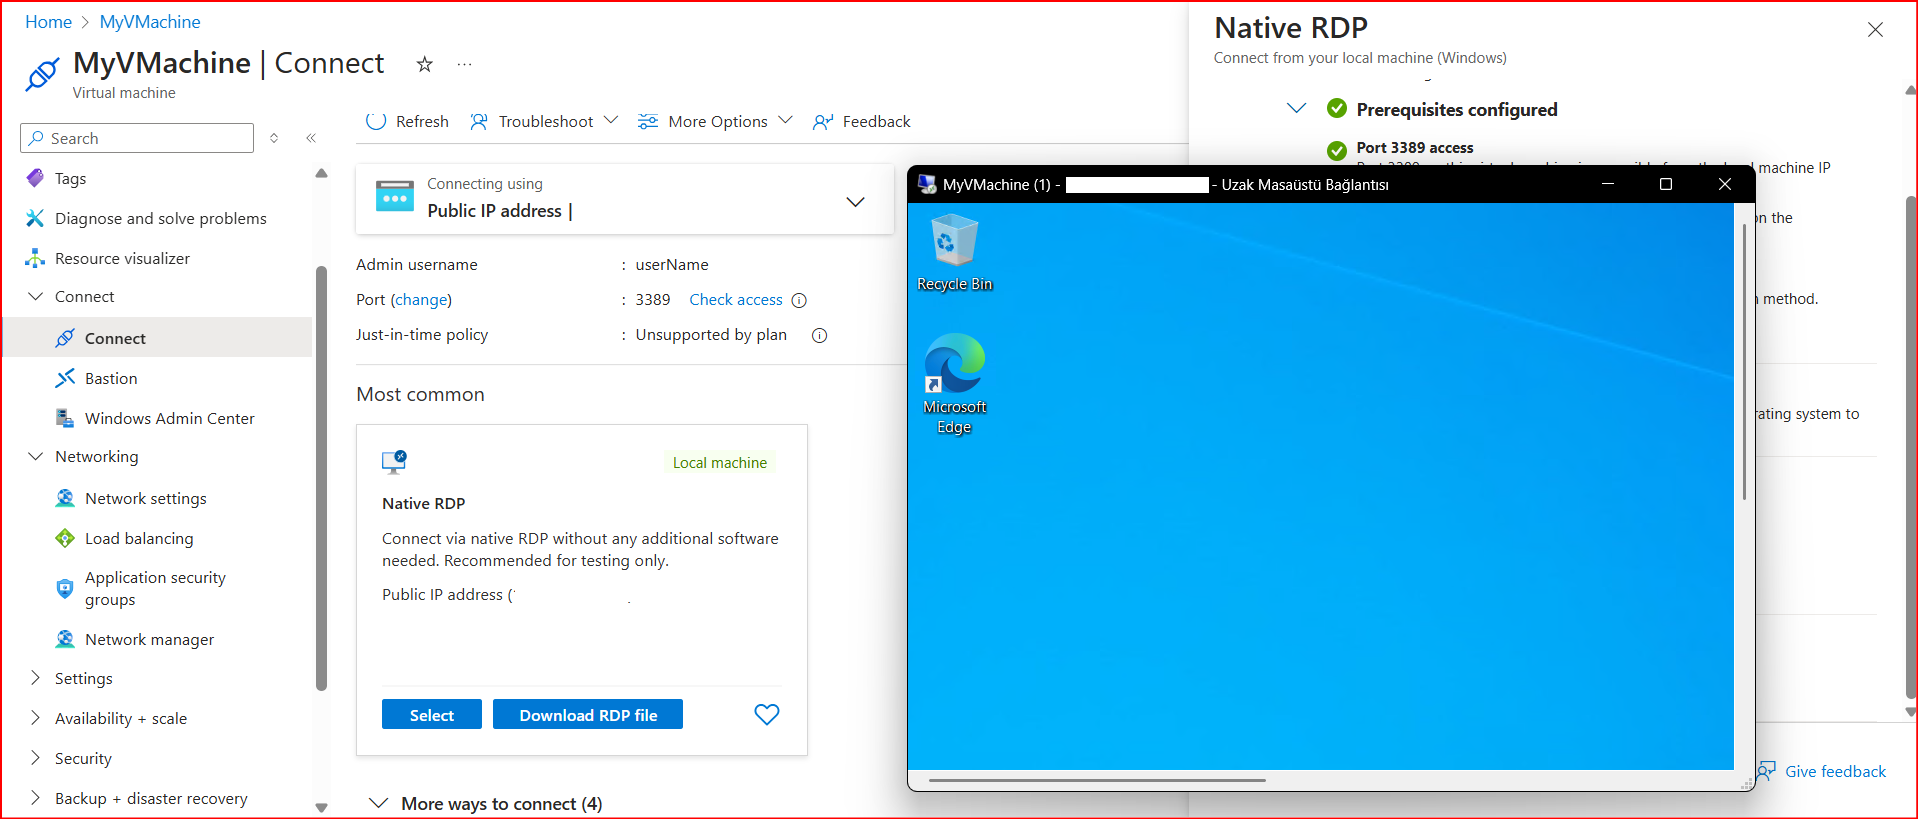 Home > MyVMachine
MyVMachine | Connect
Virtual machine
Search
Tags
Diagnose and solve problems
Resource visualizer
Connect
Connect
Bastion
Windows Admin Center
Networking
Network settings
Load balancing
Application security
groups
Network manager
Settings
Availability + scale
Security
Backup + disaster recovery
Refresh
Troubleshoot
More Options
Feedback
Connecting using
Public IP address |
Admin username : userName
Port (change) : 3389 Check access
Just-in-time policy : Unsupported by plan
Most common
Local machine
Native RDP
Connect via native RDP without any additional software
needed. Recommended for testing only.
Public IP address (
Select
Download RDP file
More ways to connect (4)
Native RDP
Connect from your local machine (Windows)
Prerequisites configured
Port 3389 access
machine IP
on the
method.
rating system to
Give feedback
MyVMachine (1) - - Uzak Masaüstü Bağlantısı
Recycle Bin
Microsoft
Edge